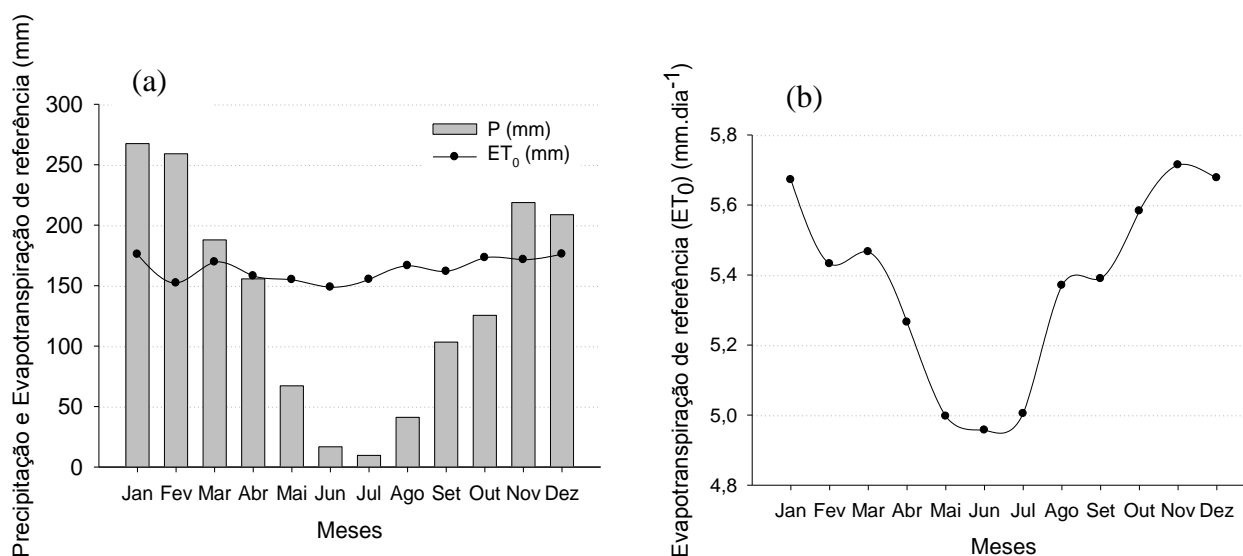 (a)
Precipitação e Evapotranspiração de referência (mm)
300
250
200
150
100
50
0
P (mm)
ET0 (mm)
Jan Fev Mar Abr Mai Jun Jul Ago Set Out Nov Dez
Meses
(b)
Evapotranspiração de referência (ET0) (mm.dia-1)
5,8
5,6
5,4
5,2
5,0
4,8
Jan Fev Mar Abr Mai Jun Jul Ago Set Out Nov Dez
Meses